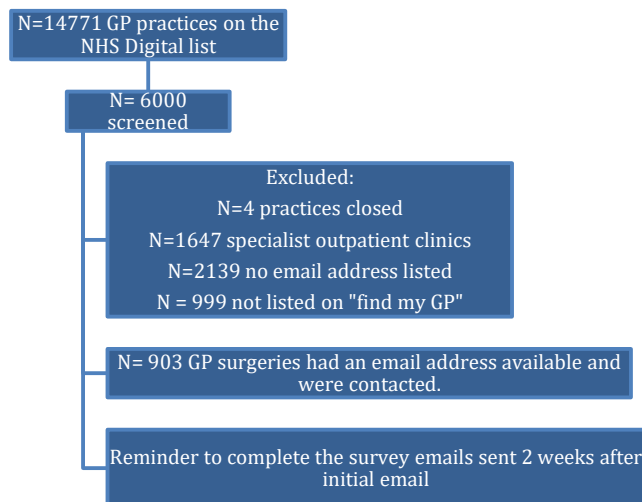 N=14771 GP practices on the
NHS Digital list
N= 6000
screened
Excluded:
N=4 practices closed
N=1647 specialist outpatient clinics
N=2139 no email address listed
N = 999 not listed on "find my GP"
N= 903 GP surgeries had an email address available and
were contacted.
Reminder to complete the survey emails sent 2 weeks after
initial email